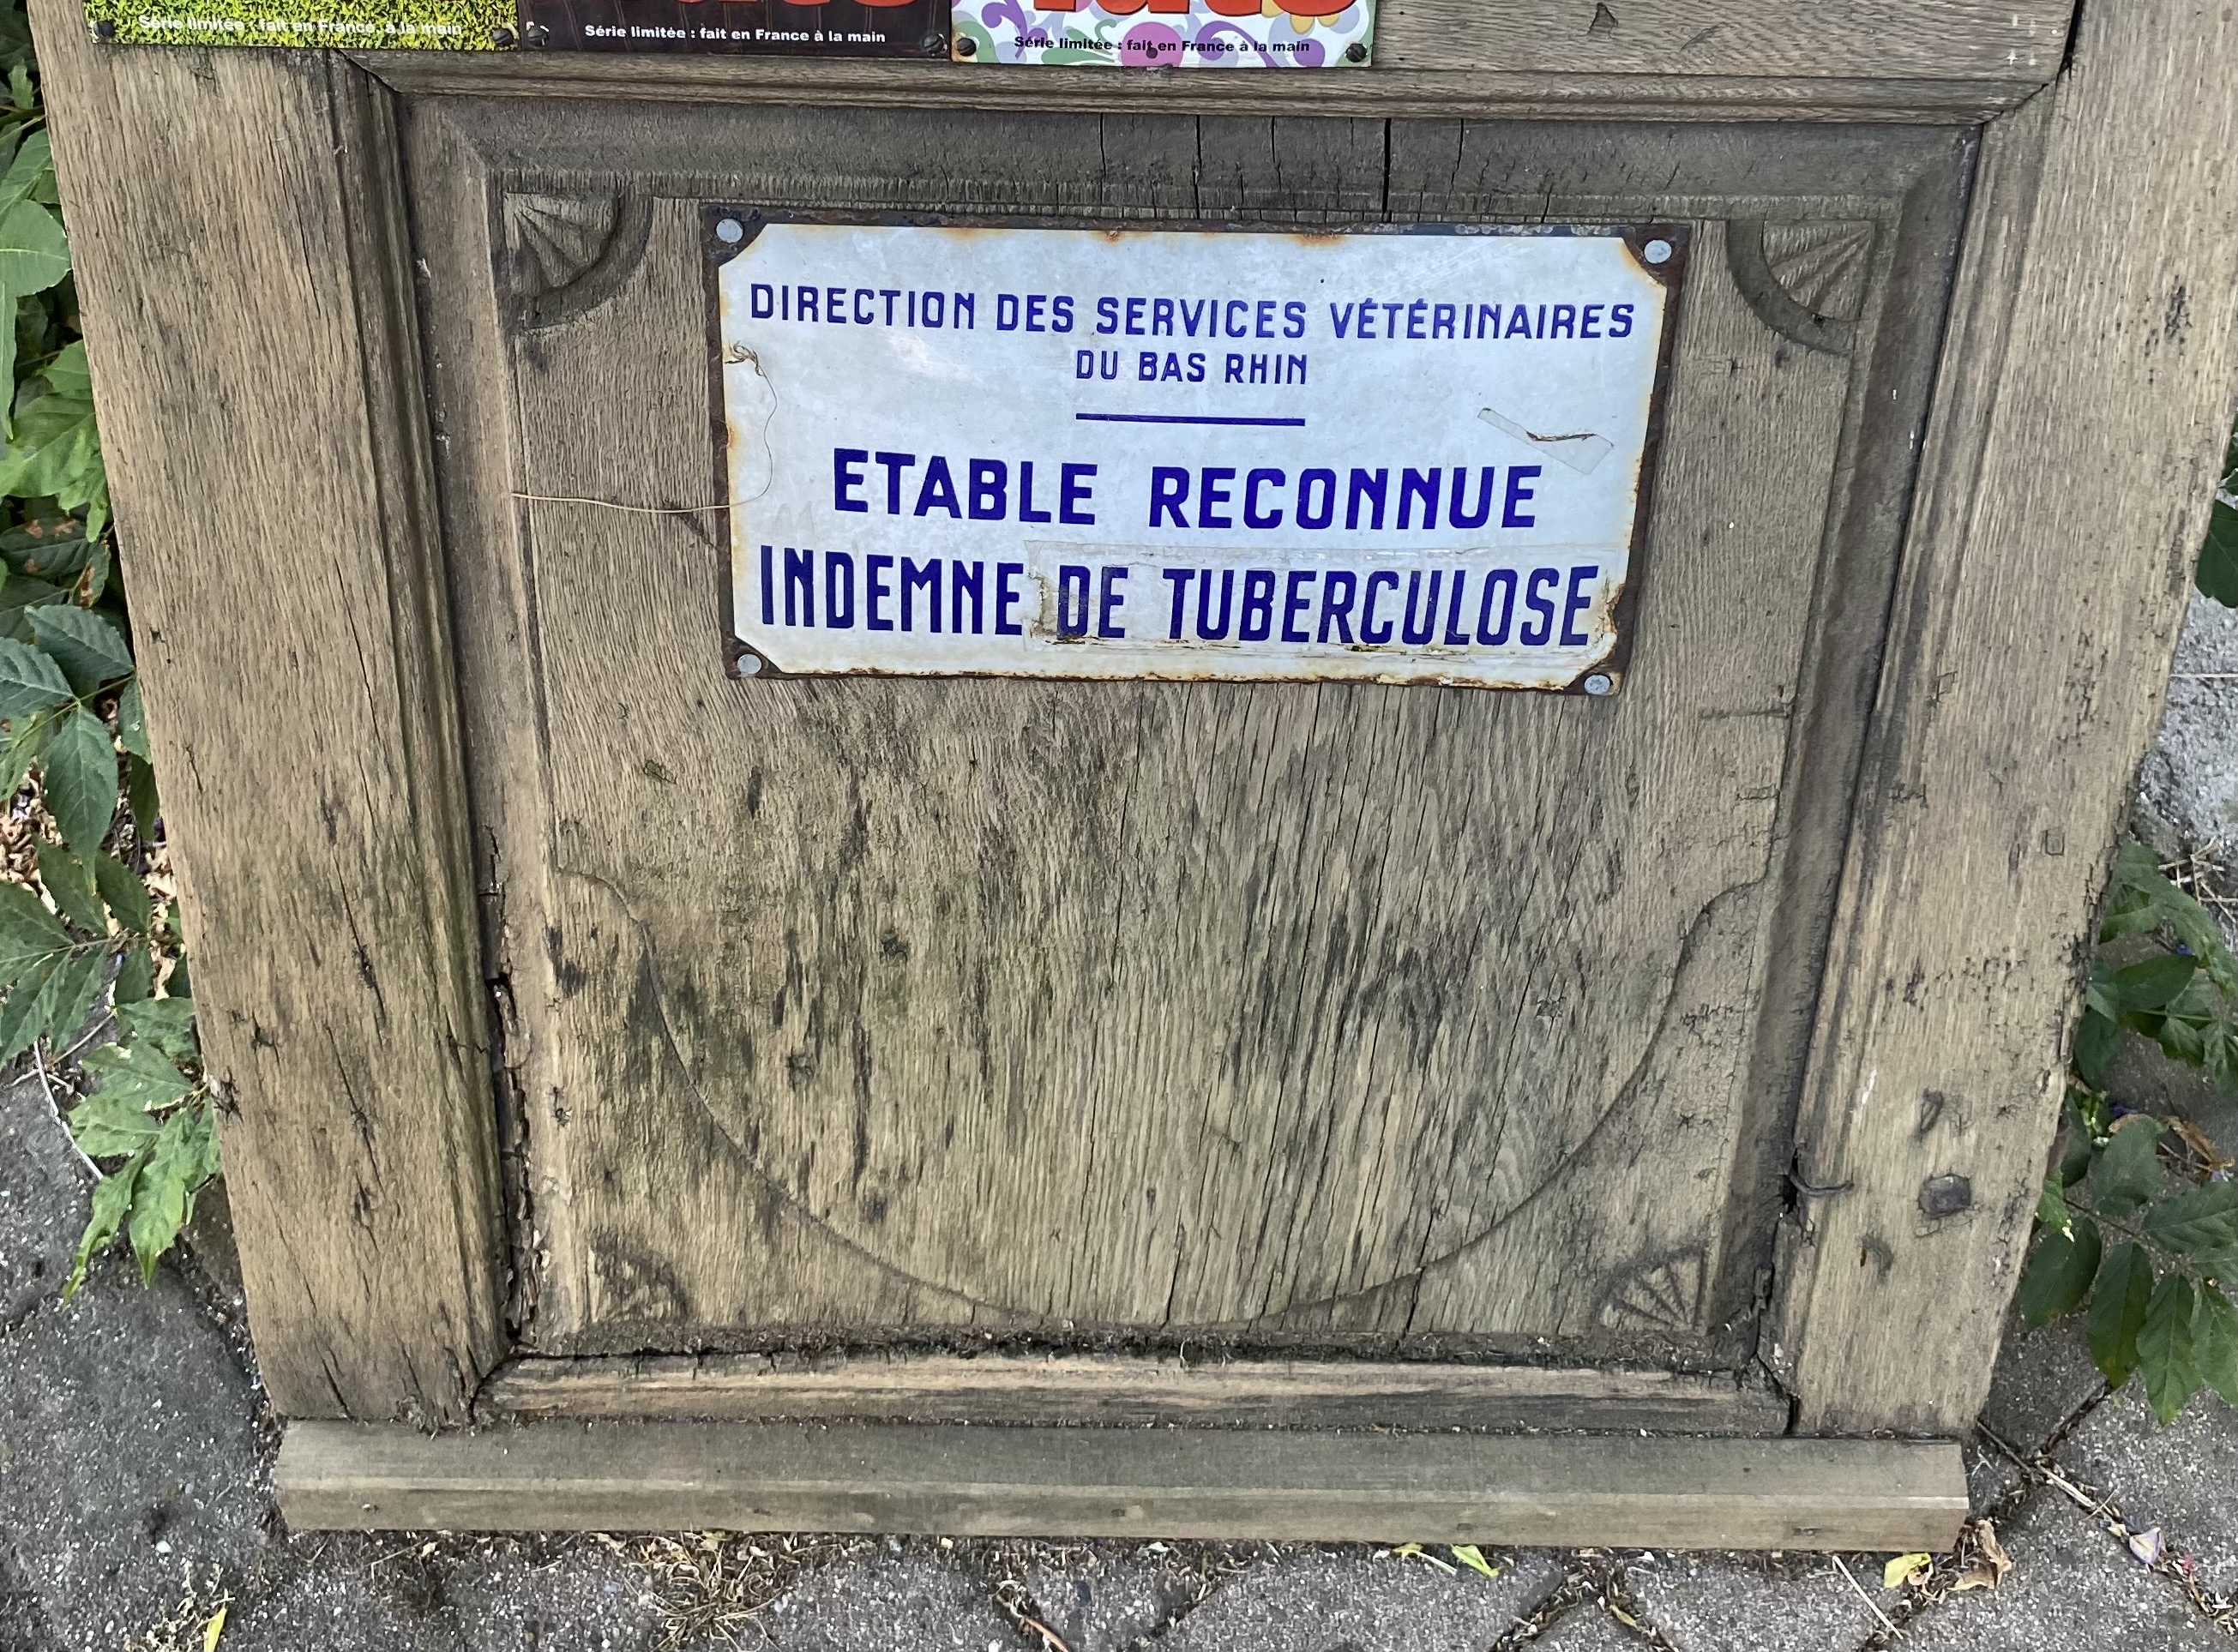 Série limitée : fait en France, à la main
Série limitée : fait en France à la main
Série limitée : fait en France à la main
DIRECTION DES SERVICES VÉTÉRINAIRES
DU BAS RHIN
ETABLE RECONNUE
INDEMNE DE TUBERCULOSE